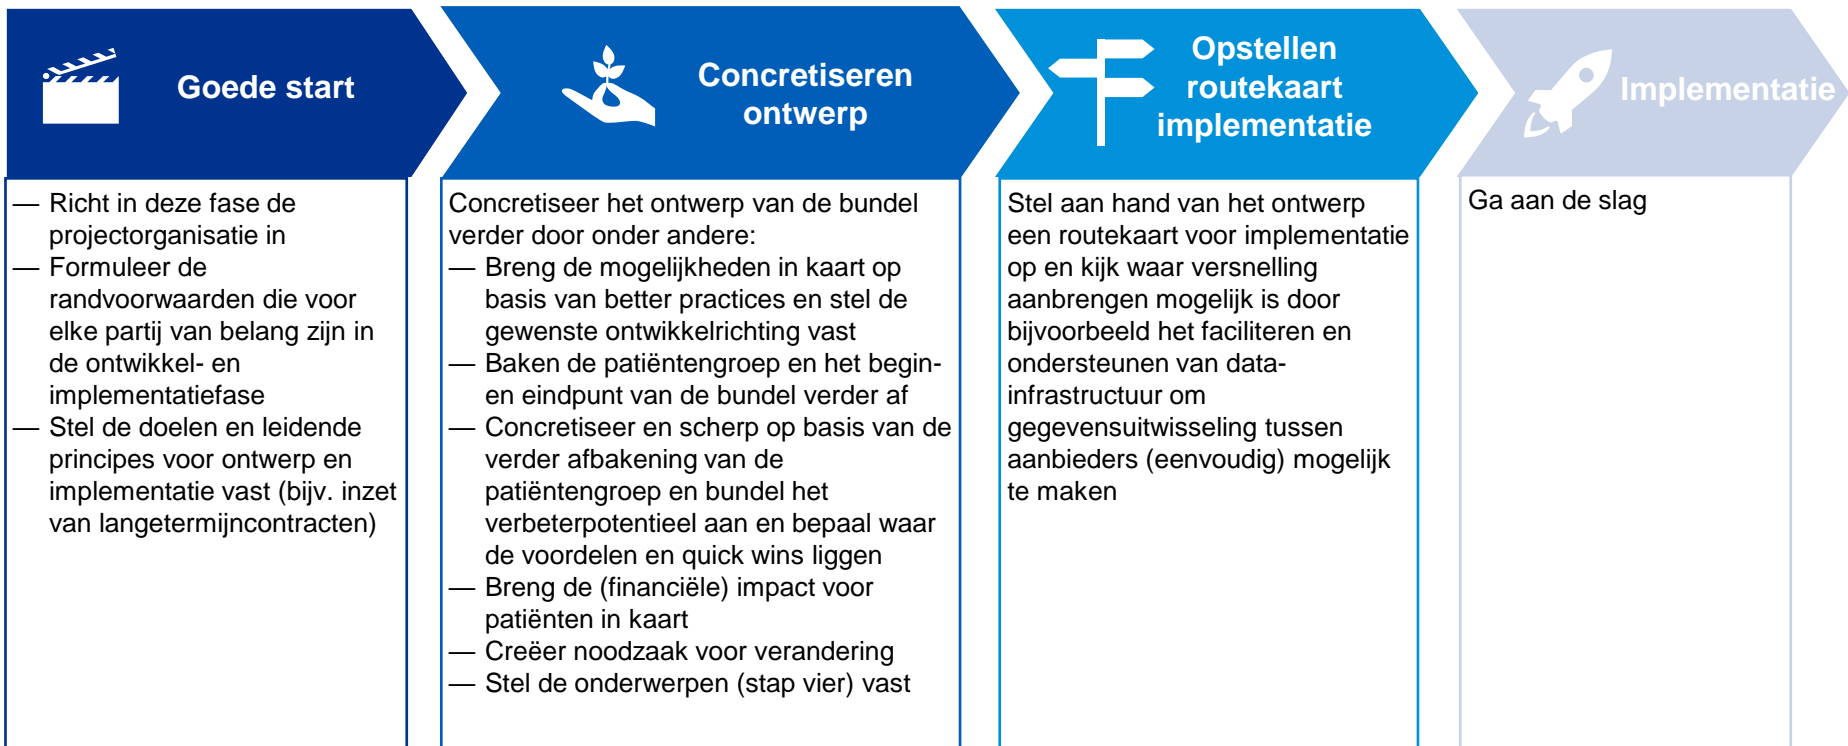 Goede start
— Richt in deze fase de
projectorganisatie in
— Formuleer de
randvoorwaarden die voor
elke partij van belang zijn in
de ontwikkel- en
implementatiefase
— Stel de doelen en leidende
principes voor ontwerp en
implementatie vast (bijv. inzet
van langetermijncontracten)
Concretiseren
ontwerp
Concretiseer het ontwerp van de bundel
verder door onder andere:
— Breng de mogelijkheden in kaart op
basis van better practices en stel de
gewenste ontwikkelrichting vast
— Baken de patiëntengroep en het begin-
en eindpunt van de bundel verder af
— Concretiseer en scherp op basis van de
verder afbakening van de
patiëntengroep en bundel het
verbeterpotentieel aan en bepaal waar
de voordelen en quick wins liggen
— Breng de (financiële) impact voor
patiënten in kaart
— Creëer noodzaak voor verandering
— Stel de onderwerpen (stap vier) vast
Opstellen
routekaart
implementatie
Stel aan hand van het ontwerp
een routekaart voor implementatie
op en kijk waar versnelling
aanbrengen mogelijk is door
bijvoorbeeld het faciliteren en
ondersteunen van data-
infrastructuur om
gegevensuitwisseling tussen
aanbieders (eenvoudig) mogelijk
te maken
Implementatie
Ga aan de slag